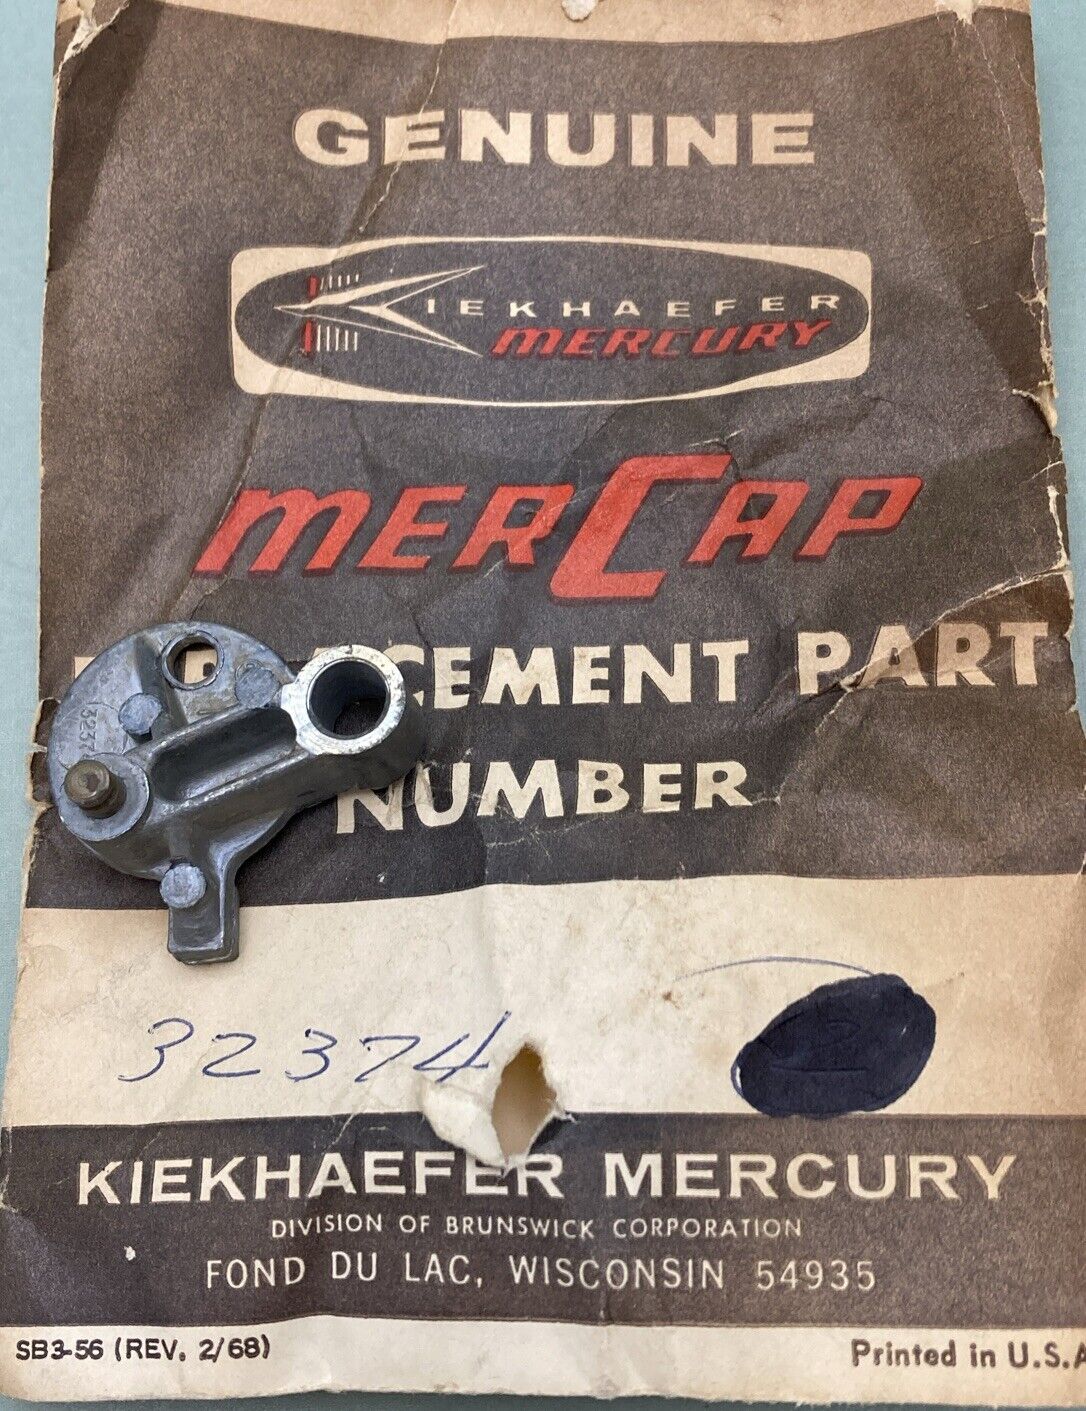 GENUINE
KIEKHAEFER
MERCURY
MERCAP
CEMENT PART
NUMBER
3237
32374
KIEKHAEFER MERCURY
DIVISION OF BRUNSWICK CORPORATION
FOND DU LAC, WISCONSIN 54935
SB3-56 (REV. 2/68)
Printed in U.S.A